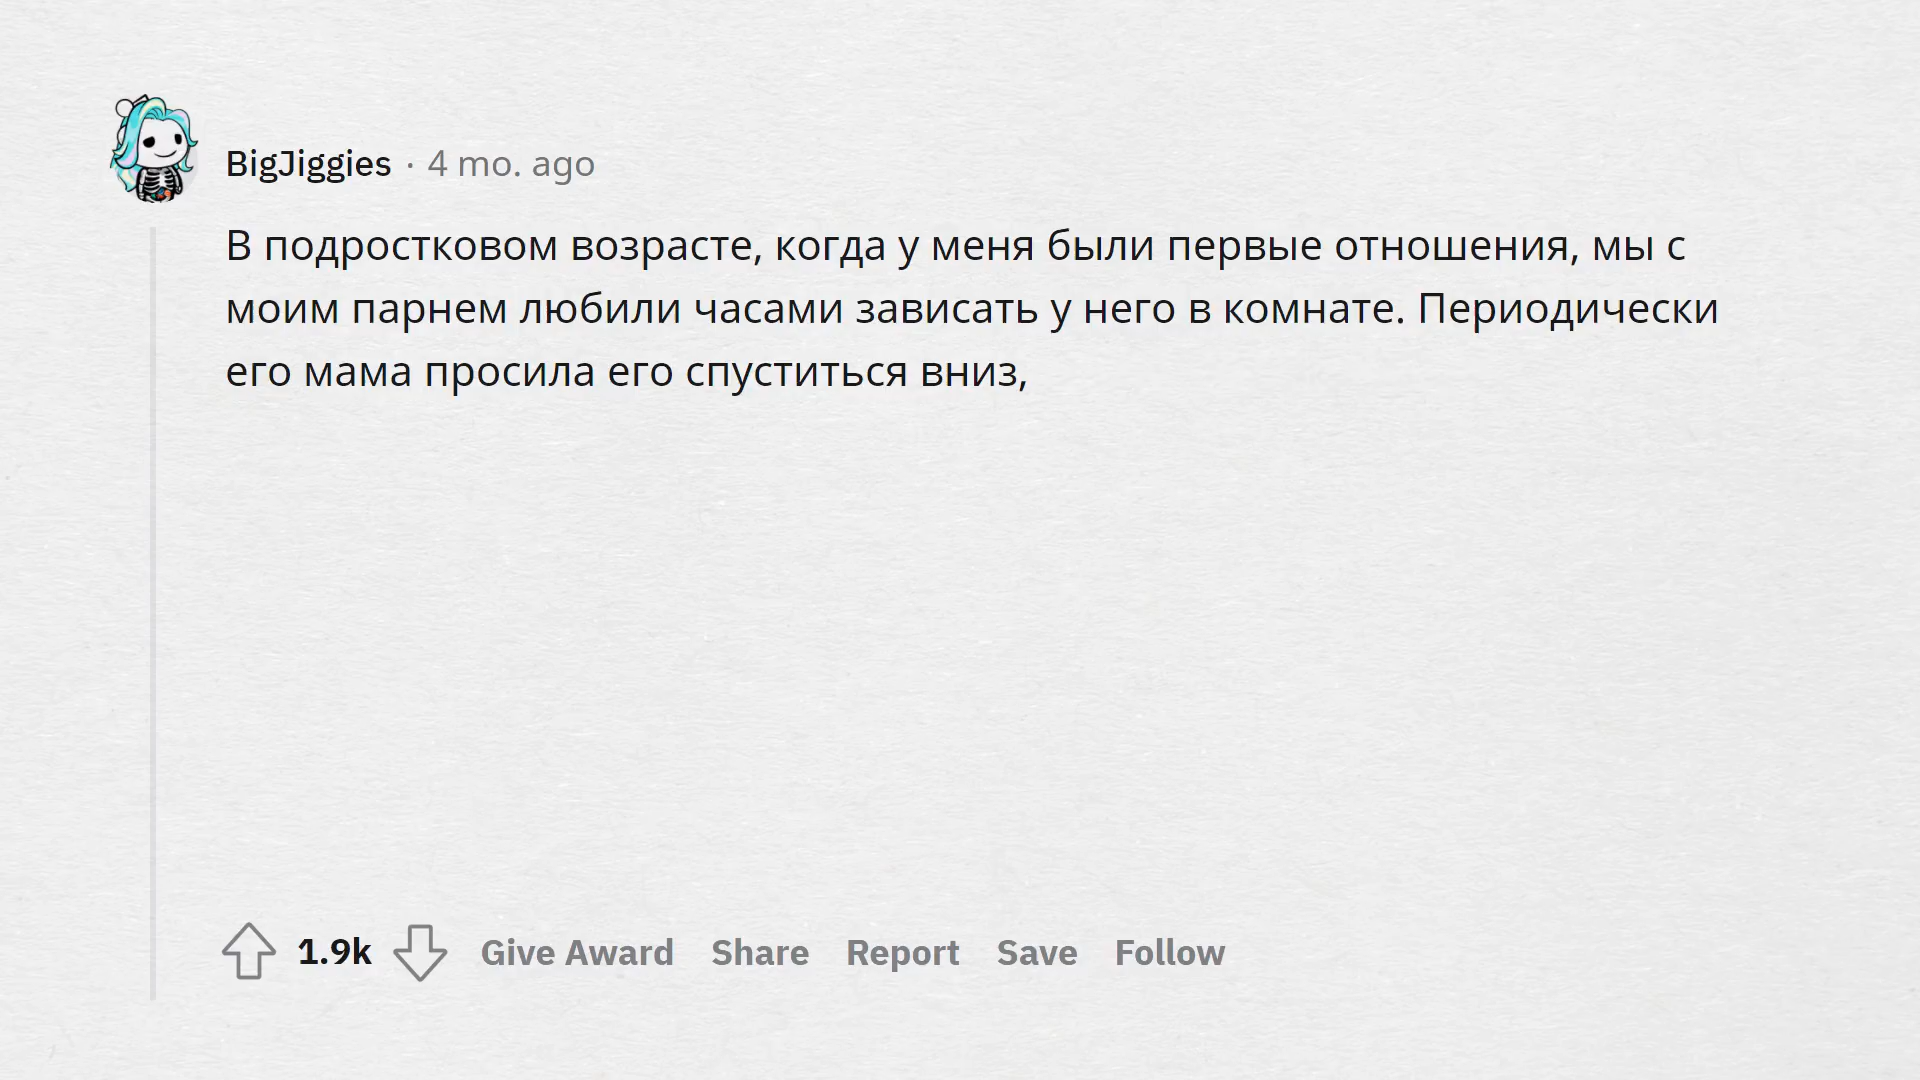 BigJiggies · 4 mo. ago
В подростковом возрасте, когда у меня были первые отношения, мы с
моим парнем любили часами зависать у него в комнате. Периодически
его мама просила его спуститься вниз,
1.9k Give Award Share Report Save Follow